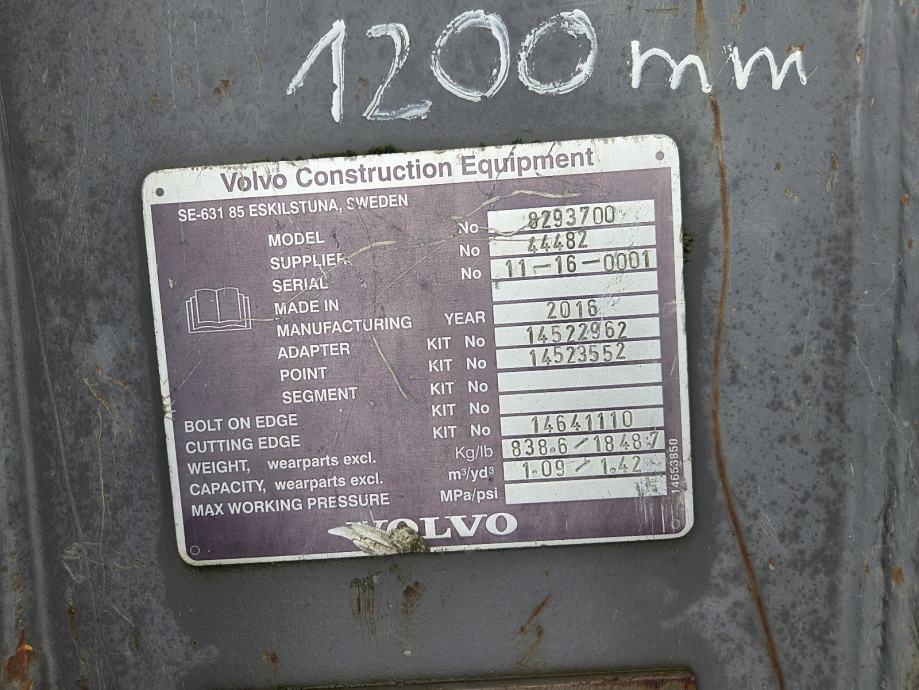 1200 mm
Volvo Construction Equipment
SE-631 85 ESKILSTUNA, SWEDEN
MODEL No 8293700
SUPPLIER No 44482
SERIAL No 11-16-0001
MADE IN
MANUFACTURING YEAR 2016
ADAPTER KIT No 14522962
POINT KIT No 14523552
SEGMENT KIT No
BOLT ON EDGE KIT No
CUTTING EDGE KIT No 14641110
WEIGHT, wearparts excl. Kg/lb 838.6/1848.7
CAPACITY, wearparts excl. m³/yd³ 1.09/1.42
MAX WORKING PRESSURE MPa/psi
14653850
VOLVO